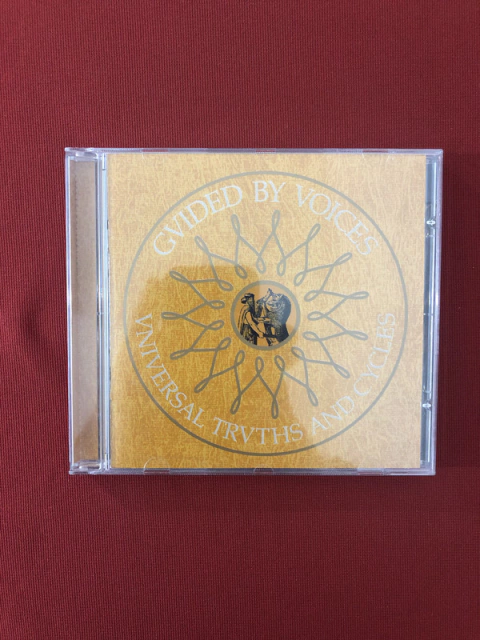 GVIDED BY VOICES
VNIVERSAL TRVTHS AND CYCLES